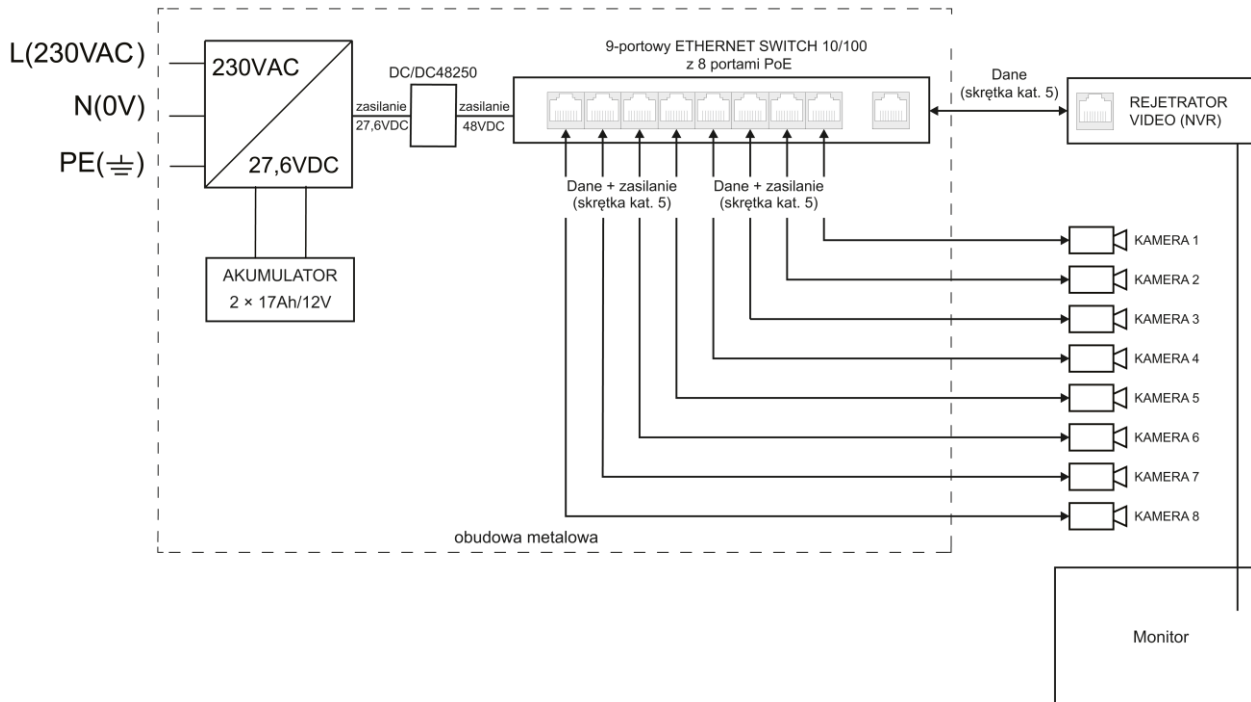 L(230VAC)
N(0V)
PE(⏚)
230VAC
27,6VDC
AKUMULATOR
2 × 17Ah/12V
zasilanie
27,6VDC
DC/DC48250
zasilanie
48VDC
9-portowy ETHERNET SWITCH 10/100
z 8 portami PoE
Dane + zasilanie
(skrętka kat. 5)
Dane + zasilanie
(skrętka kat. 5)
Dane
(skrętka kat. 5)
REJETRATOR
VIDEO (NVR)
KAMERA 1
KAMERA 2
KAMERA 3
KAMERA 4
KAMERA 5
KAMERA 6
KAMERA 7
KAMERA 8
obudowa metalowa
Monitor